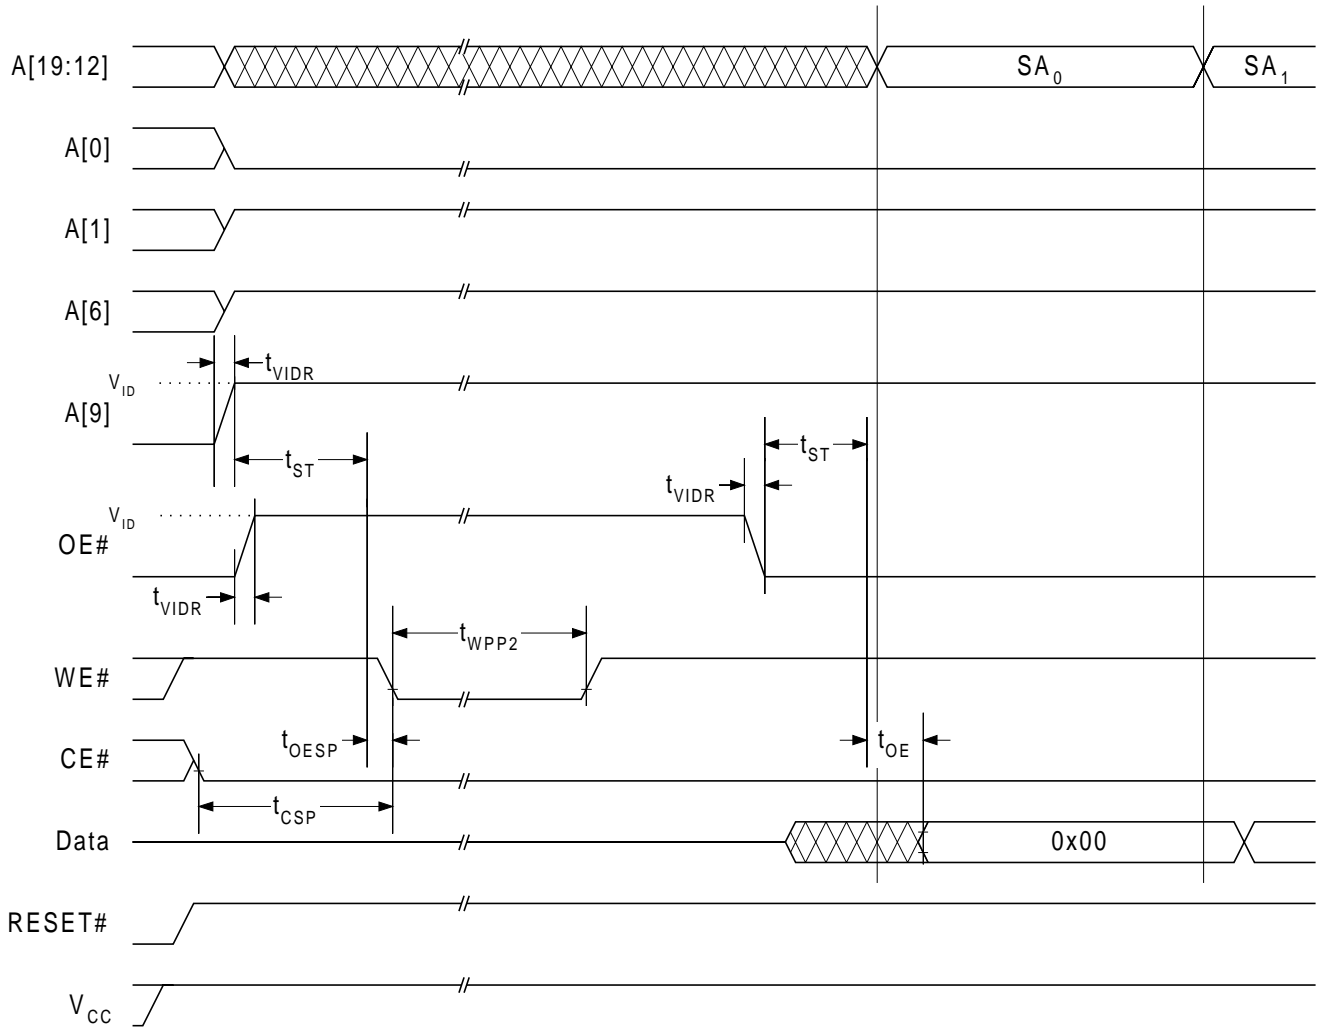 A[19:12]
SA0
SA1
A[0]
A[1]
A[6]
tVIDR
VID
A[9]
tST
tST
tVIDR
VID
OE#
tVIDR
tWPP2
WE#
tOESP
tOE
CE#
tCSP
Data
0x00
RESET#
VCC